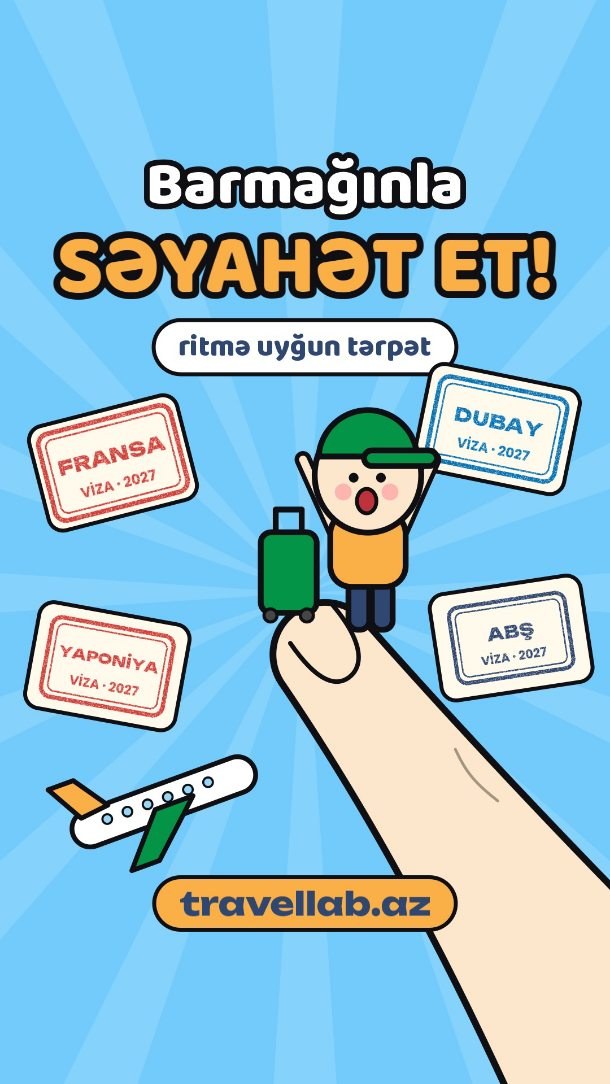 Barmağınla
SƏYAHƏT ET!
ritmə uyğun tərpət
FRANSA
VİZA · 2027
DUBAY
VİZA · 2027
YAPONİYA
VİZA · 2027
ABŞ
VİZA · 2027
travellab.az